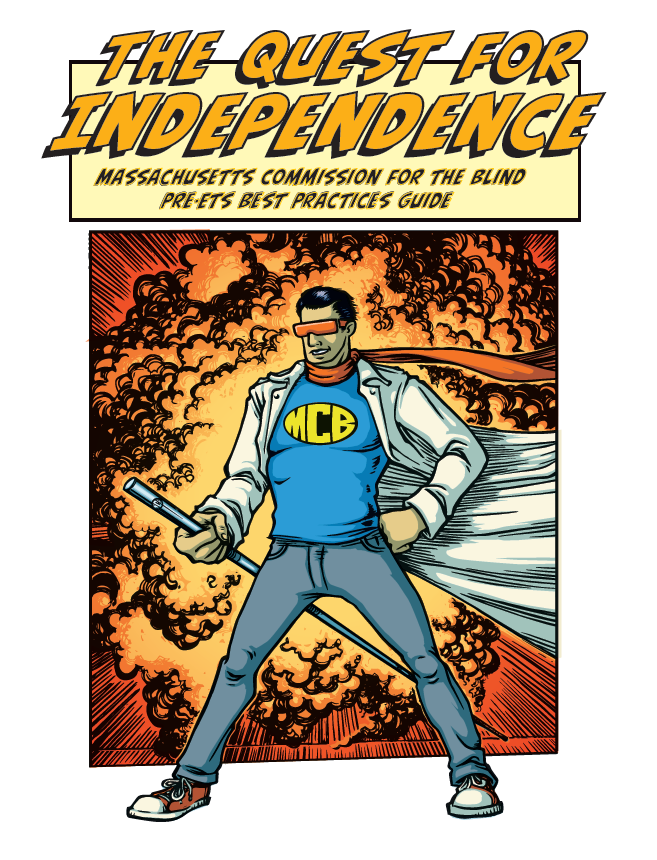 THE QUEST FOR
INDEPENDENCE
MASSACHUSETTS COMMISSION FOR THE BLIND
PRE-ETS BEST PRACTICES GUIDE
MCB